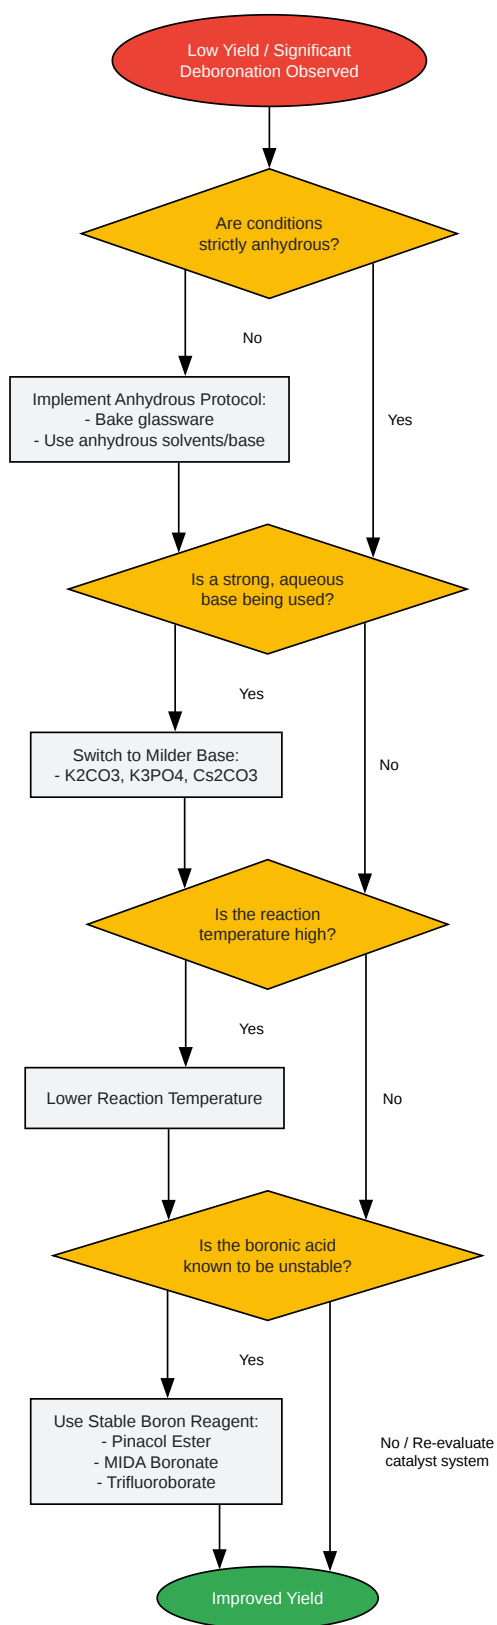 Low Yield / Significant
Deboronation Observed
Are conditions
strictly anhydrous?
No
Implement Anhydrous Protocol:
- Bake glassware
- Use anhydrous solvents/base
Yes
Is a strong, aqueous
base being used?
Yes
Switch to Milder Base:
- K2CO3, K3PO4, Cs2CO3
No
Is the reaction
temperature high?
Yes
Lower Reaction Temperature
No
Is the boronic acid
known to be unstable?
Yes
Use Stable Boron Reagent:
- Pinacol Ester
- MIDA Boronate
- Trifluoroborate
No / Re-evaluate
catalyst system
Improved Yield